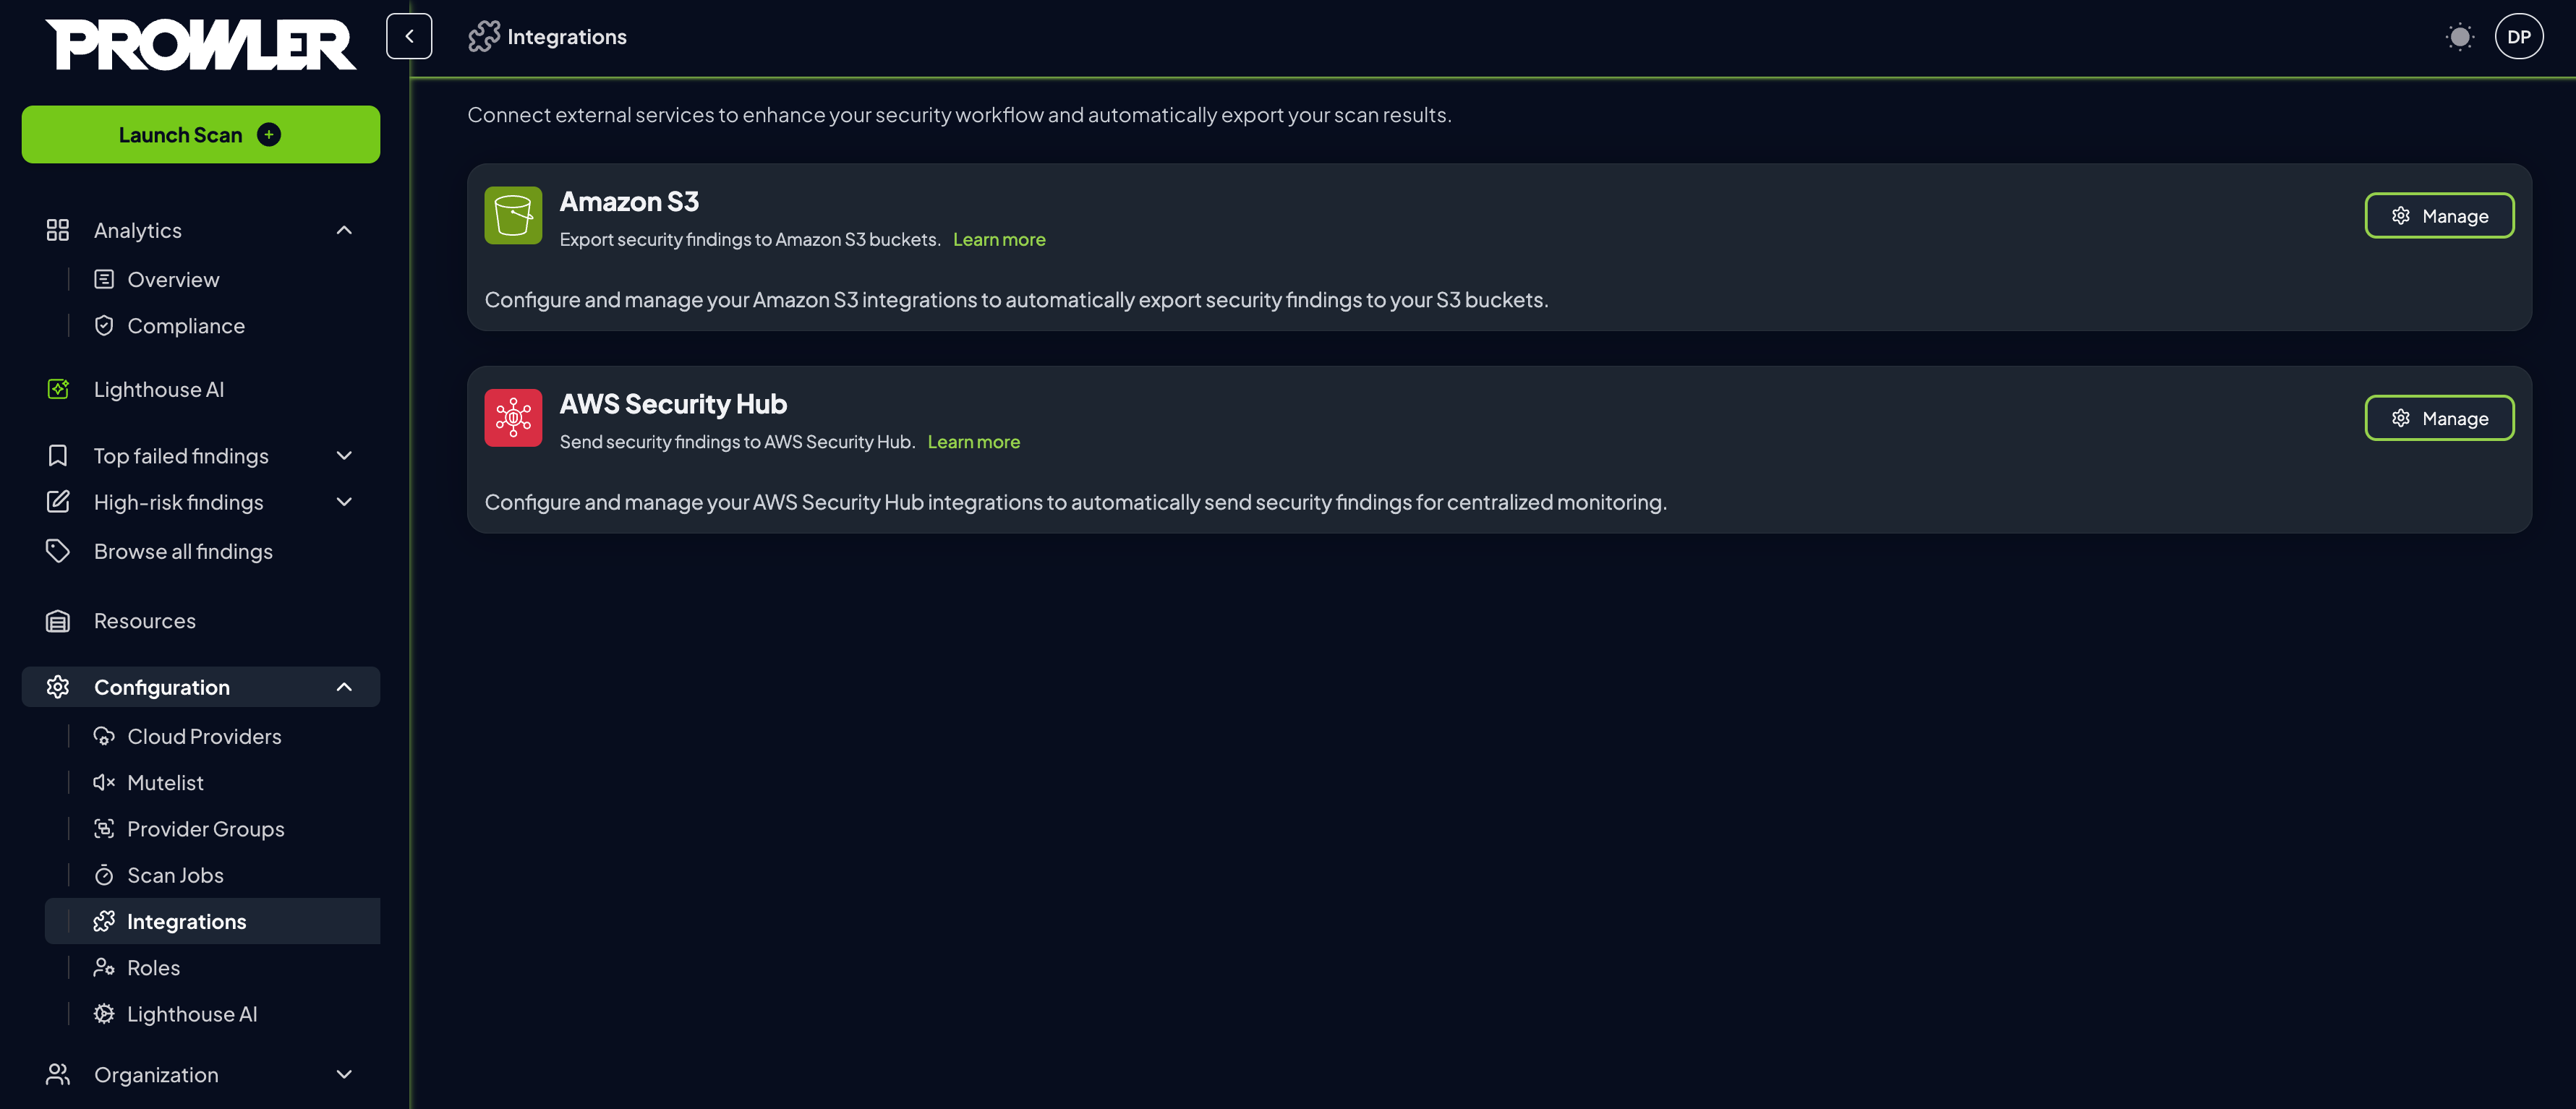 PROWLER
Integrations
DP
Launch Scan
Connect external services to enhance your security workflow and automatically export your scan results.
Analytics
Overview
Compliance
Lighthouse AI
Top failed findings
High-risk findings
Browse all findings
Resources
Configuration
Cloud Providers
Mutelist
Provider Groups
Scan Jobs
Integrations
Roles
Lighthouse AI
Organization
Amazon S3
Export security findings to Amazon S3 buckets. Learn more
Manage
Configure and manage your Amazon S3 integrations to automatically export security findings to your S3 buckets.
AWS Security Hub
Send security findings to AWS Security Hub. Learn more
Manage
Configure and manage your AWS Security Hub integrations to automatically send security findings for centralized monitoring.